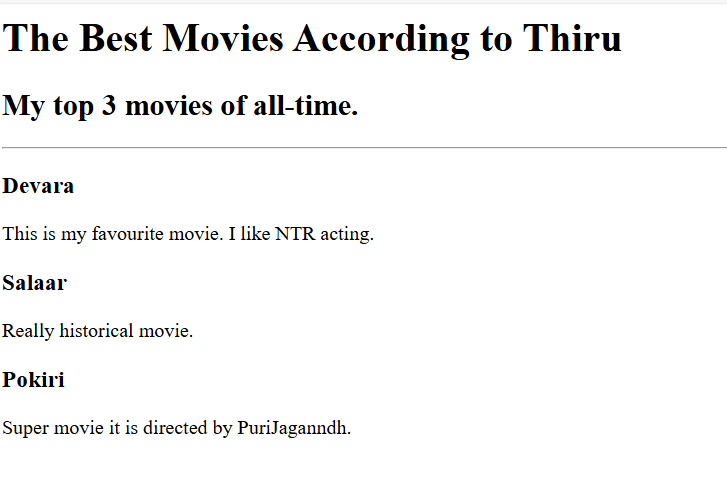 The Best Movies According to Thiru
My top 3 movies of all-time.
Devara
This is my favourite movie. I like NTR acting.
Salaar
Really historical movie.
Pokiri
Super movie it is directed by PuriJaganndh.